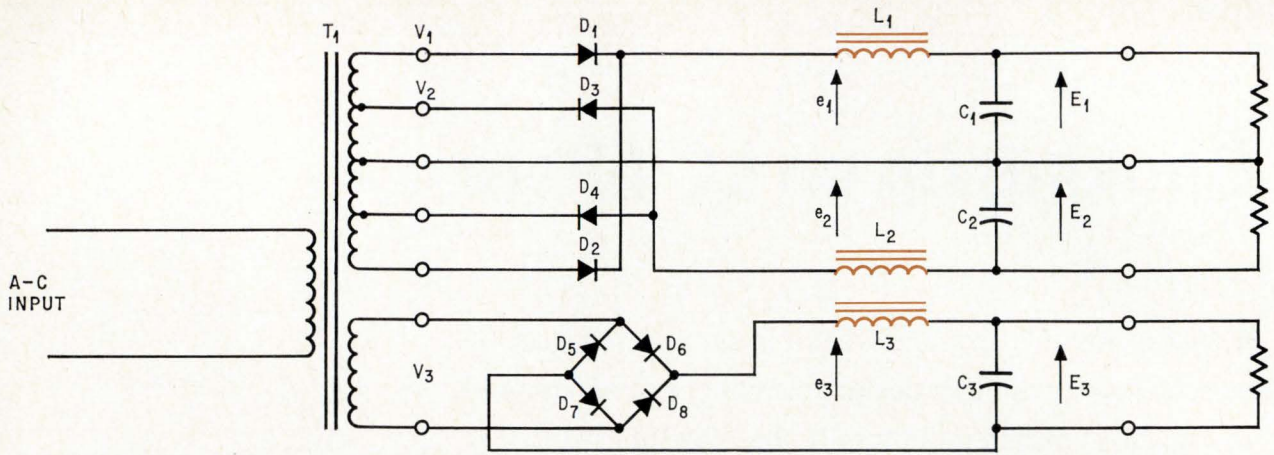 T1
V1
D1
L1
V2
D3
e1
C1
E1
D4
e2
C2
E2
D2
L2
A-C
INPUT
V3
D5
D6
L3
D7
D8
e3
C3
E3